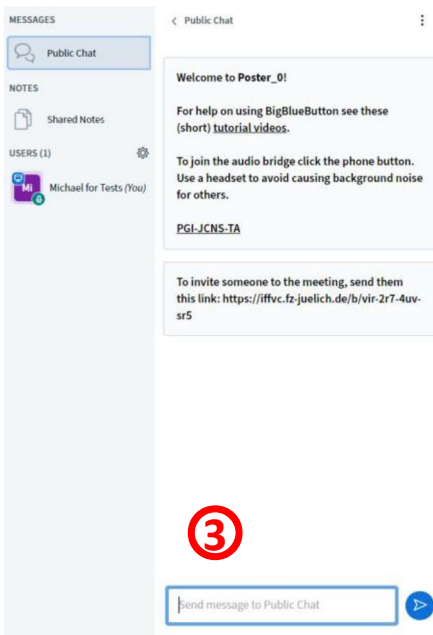 MESSAGES
Public Chat
NOTES
Shared Notes
USERS (1)
Mi
Michael for Tests (You)
Public Chat
Welcome to Poster_0!
For help on using BigBlueButton see these
(short) tutorial videos.
To join the audio bridge click the phone button.
Use a headset to avoid causing background noise
for others.
PGI-JCNS-TA
To invite someone to the meeting, send them
this link: https://iffvc.fz-juelich.de/b/vir-2r7-4uv-
sr5
3
Send message to Public Chat